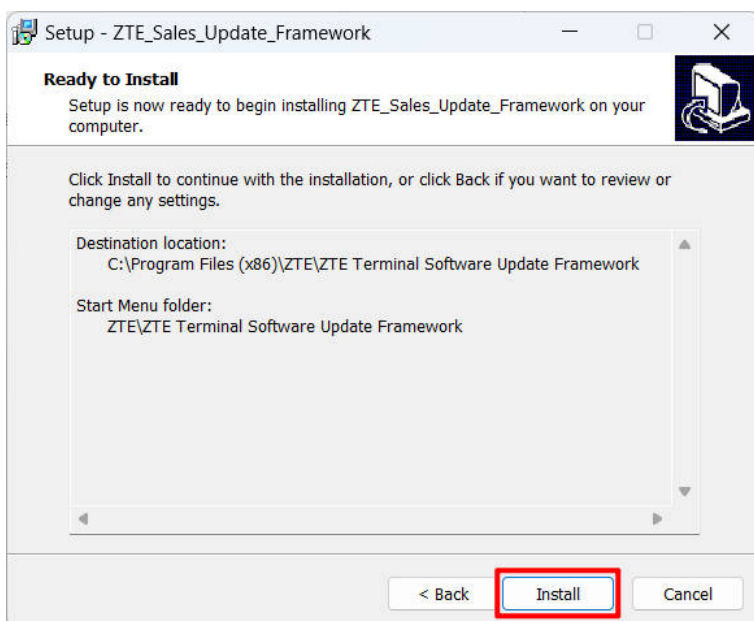 Setup - ZTE_Sales_Update_Framework
Ready to Install
Setup is now ready to begin installing ZTE_Sales_Update_Framework on your
computer.
Click Install to continue with the installation, or click Back if you want to review or
change any settings.
Destination location:
C:\Program Files (x86)\ZTE\ZTE Terminal Software Update Framework
Start Menu folder:
ZTE\ZTE Terminal Software Update Framework
< Back Install Cancel